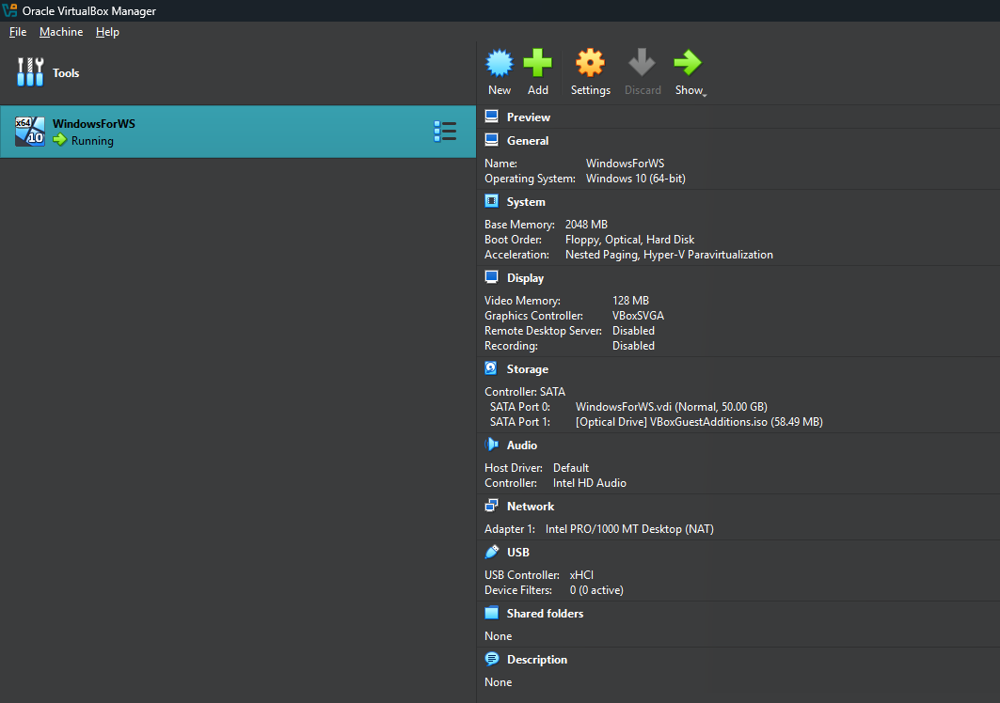 Oracle VirtualBox Manager
File Machine Help
Tools
New Add Settings Discard Show
x64 10
WindowsForWS
Running
Preview
General
Name: WindowsForWS
Operating System: Windows 10 (64-bit)
System
Base Memory: 2048 MB
Boot Order: Floppy, Optical, Hard Disk
Acceleration: Nested Paging, Hyper-V Paravirtualization
Display
Video Memory: 128 MB
Graphics Controller: VBoxSVGA
Remote Desktop Server: Disabled
Recording: Disabled
Storage
Controller: SATA
SATA Port 0: WindowsForWS.vdi (Normal, 50.00 GB)
SATA Port 1: [Optical Drive] VBoxGuestAdditions.iso (58.49 MB)
Audio
Host Driver: Default
Controller: Intel HD Audio
Network
Adapter 1: Intel PRO/1000 MT Desktop (NAT)
USB
USB Controller: xHCI
Device Filters: 0 (0 active)
Shared folders
None
Description
None